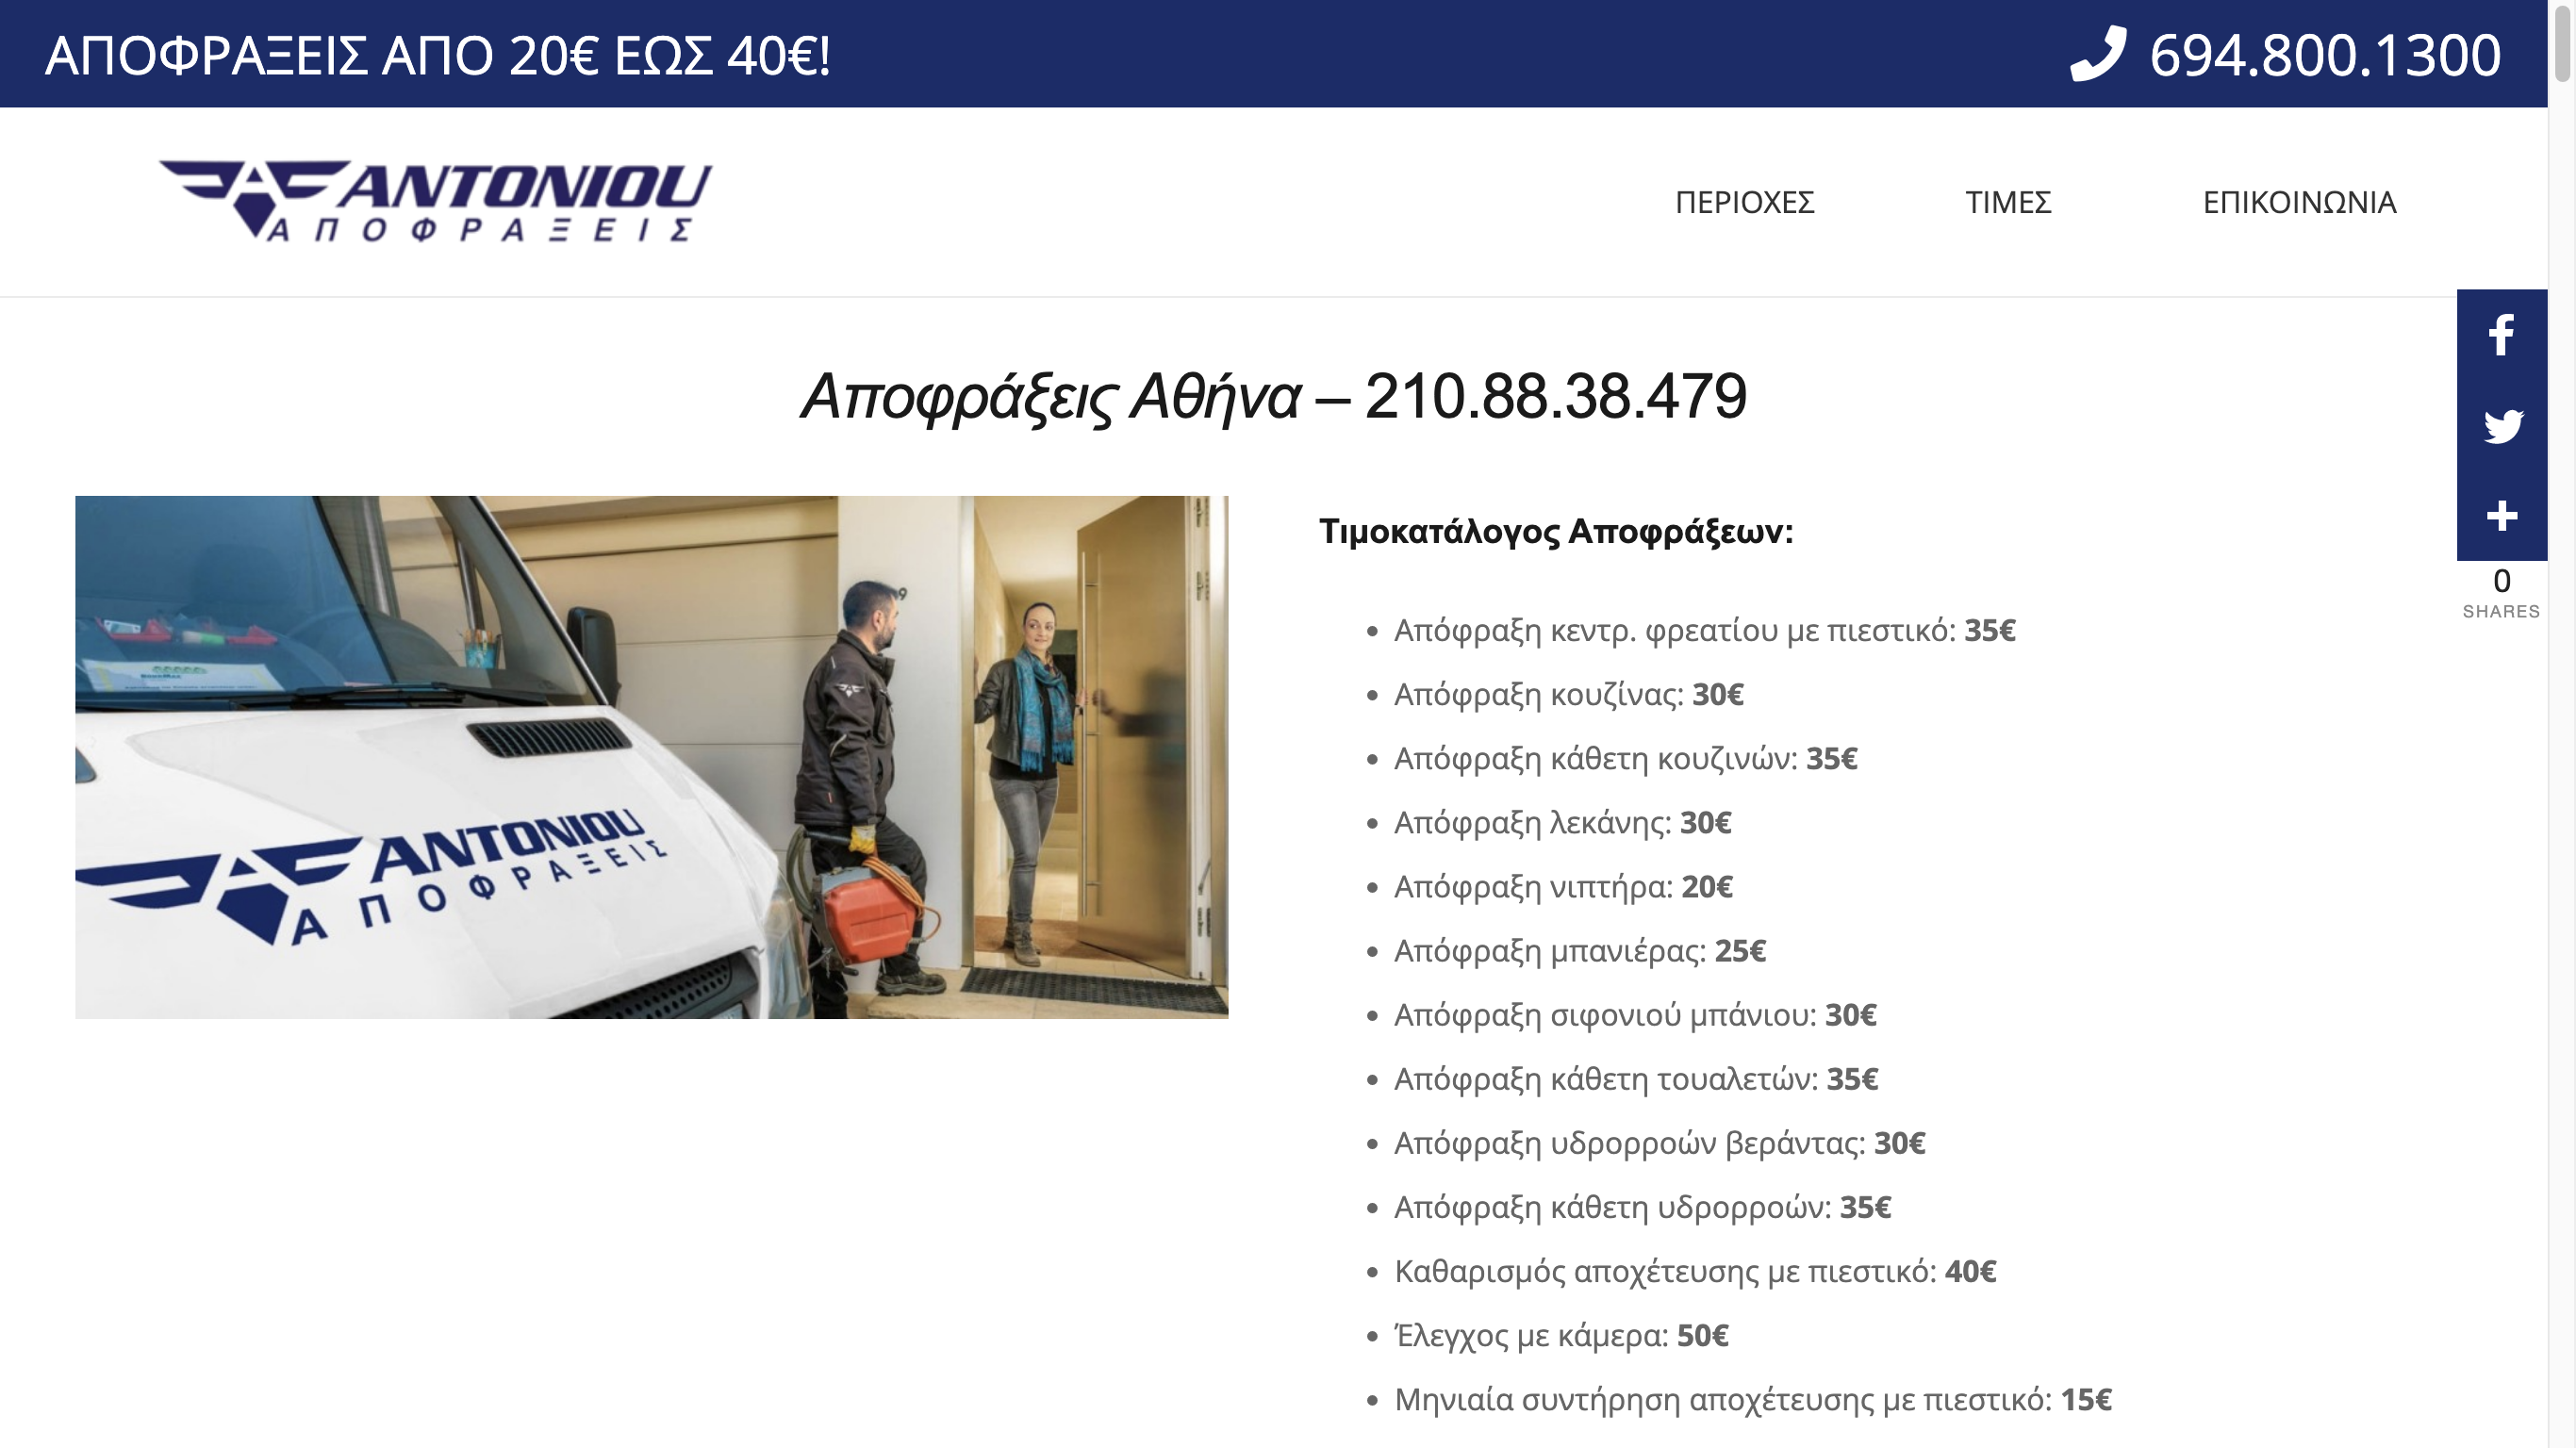 ΑΠΟΦΡΑΞΕΙΣ ΑΠΟ 20€ ΕΩΣ 40€!
694.800.1300
ANTONIOU
ΑΠΟΦΡΑΞΕΙΣ
ΠΕΡΙΟΧΕΣ
ΤΙΜΕΣ
ΕΠΙΚΟΙΝΩΝΙΑ
Αποφράξεις Αθήνα – 210.88.38.479
0
SHARES
ANTONIOU
ΑΠΟΦΡΑΞΕΙΣ
Τιμοκατάλογος Αποφράξεων:
Απόφραξη κεντρ. φρεατίου με πιεστικό: 35€
Απόφραξη κουζίνας: 30€
Απόφραξη κάθετη κουζινών: 35€
Απόφραξη λεκάνης: 30€
Απόφραξη νιπτήρα: 20€
Απόφραξη μπανιέρας: 25€
Απόφραξη σιφονιού μπάνιου: 30€
Απόφραξη κάθετη τουαλετών: 35€
Απόφραξη υδρορροών βεράντας: 30€
Απόφραξη κάθετη υδρορροών: 35€
Καθαρισμός αποχέτευσης με πιεστικό: 40€
Έλεγχος με κάμερα: 50€
Μηνιαία συντήρηση αποχέτευσης με πιεστικό: 15€